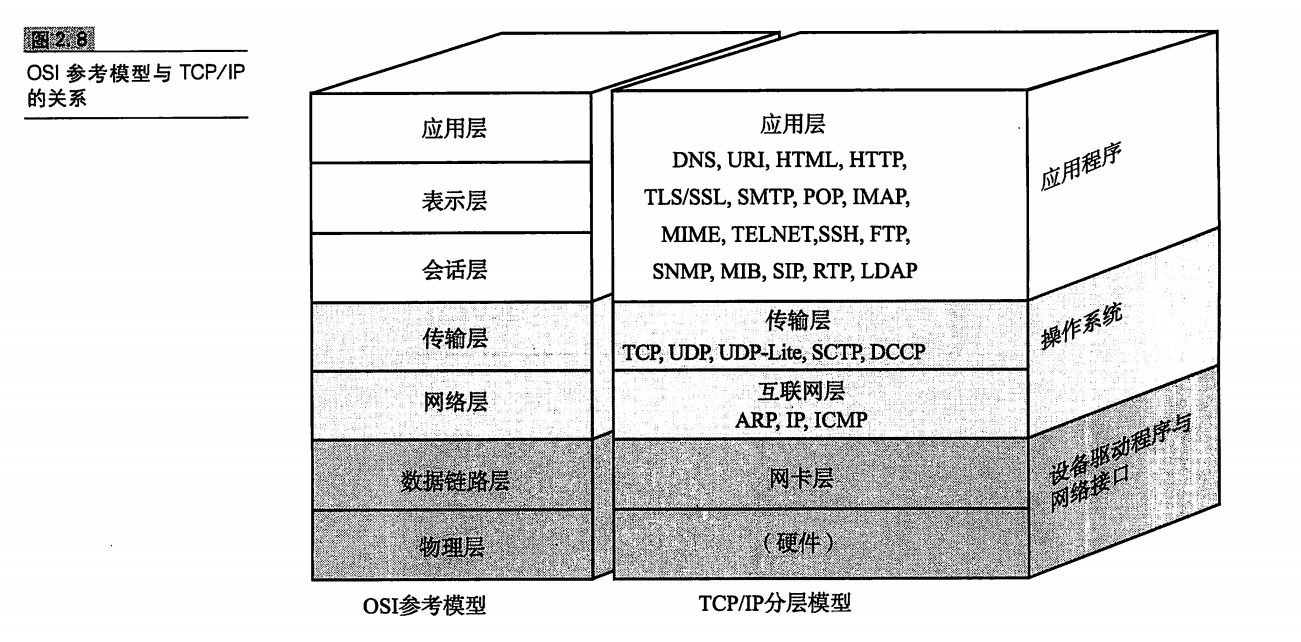 图2.8
OSI 参考模型与 TCP/IP
的关系
应用层
表示层
会话层
传输层
网络层
数据链路层
物理层
OSI参考模型
应用层
DNS, URI, HTML, HTTP,
TLS/SSL, SMTP, POP, IMAP,
MIME, TELNET,SSH, FTP,
SNMP, MIB, SIP, RTP, LDAP
传输层
TCP, UDP, UDP-Lite, SCTP, DCCP
互联网层
ARP, IP, ICMP
网卡层
（硬件）
TCP/IP分层模型
应用程序
操作系统
设备驱动程序与
网络接口